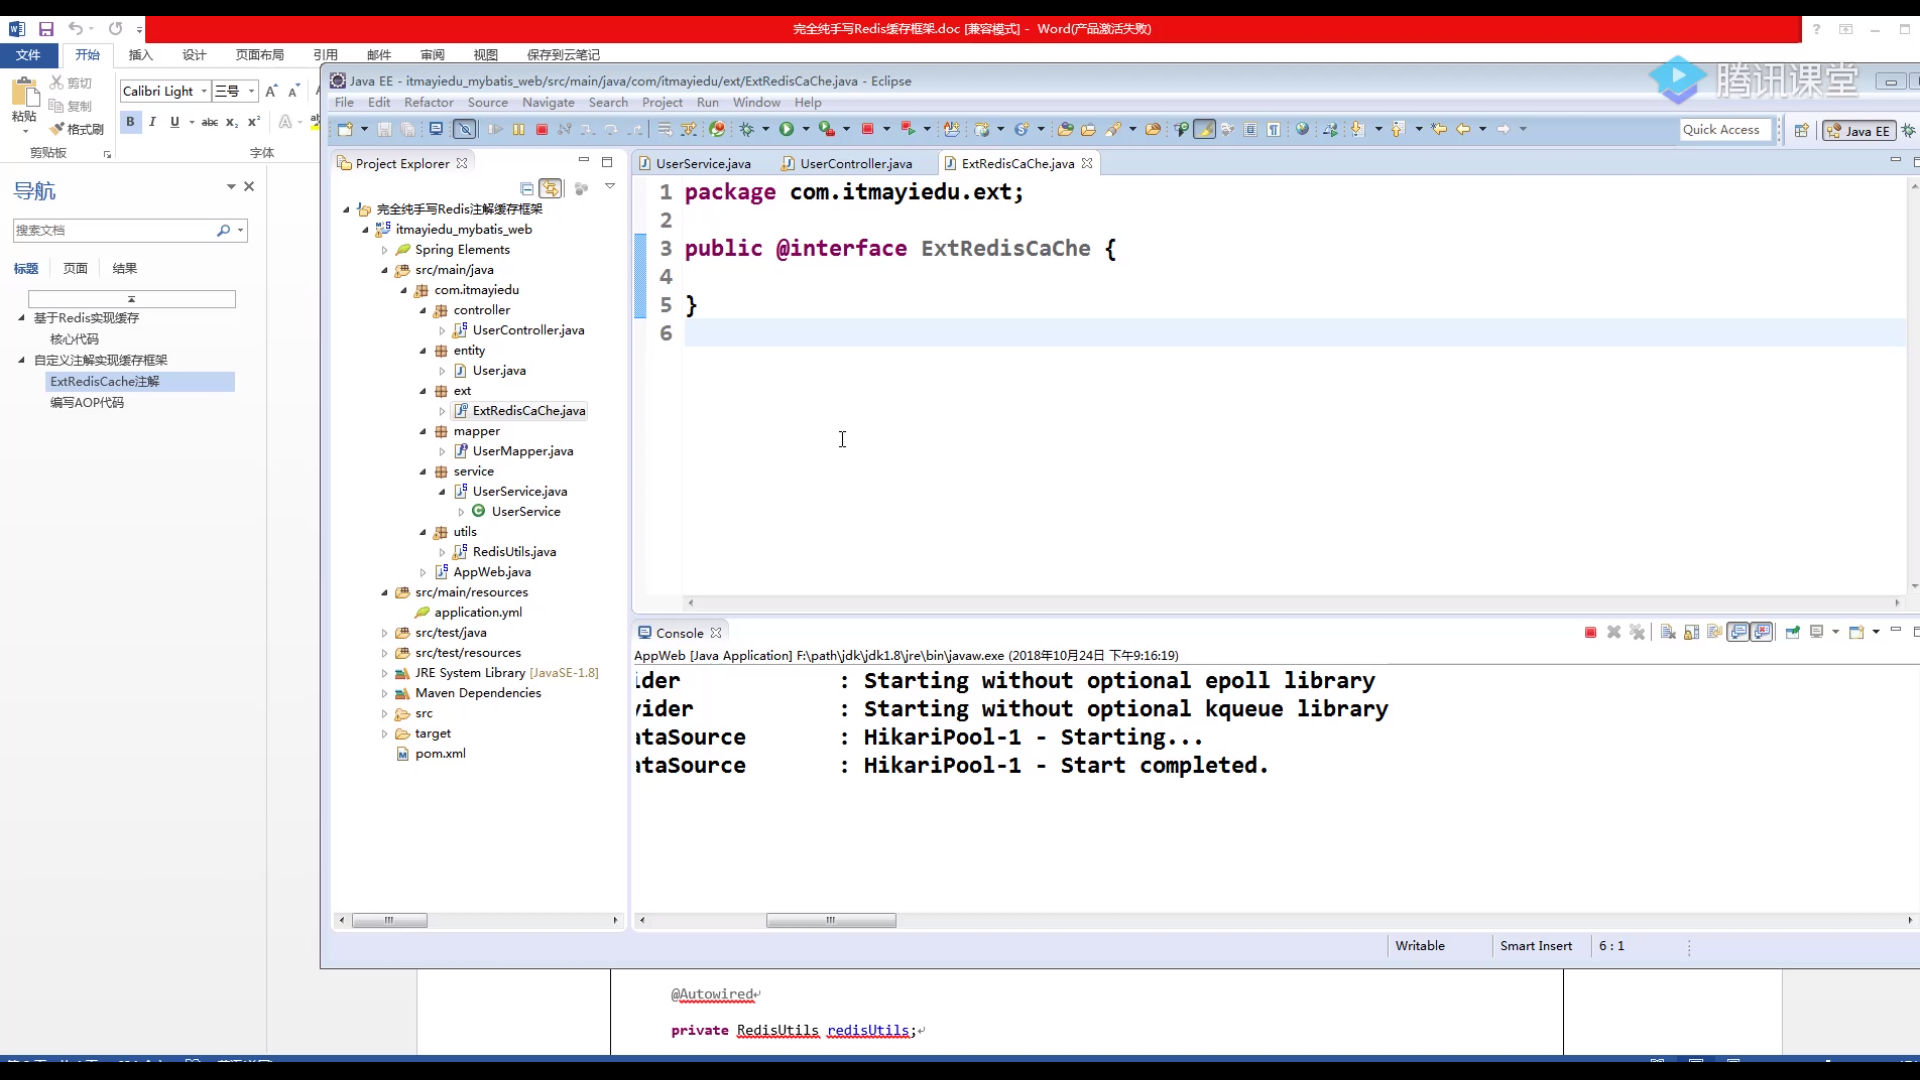 完全纯手写Redis缓存框架.doc [兼容模式] - Word(产品激活失败)
文件 开始 插入 设计 页面布局 引用 邮件 审阅 视图 保存到云笔记
剪切
复制
格式刷
粘贴
剪贴板
Calibri Light 三号
B I U abc x₂ x²
字体
导航
搜索文档
标题 页面 结果
基于Redis实现缓存
核心代码
自定义注解实现缓存框架
ExtRedisCache注解
编写AOP代码
Java EE - itmayiedu_mybatis_web/src/main/java/com/itmayiedu/ext/ExtRedisCaChe.java - Eclipse
腾讯课堂
File Edit Refactor Source Navigate Search Project Run Window Help
Quick Access
Java EE
Project Explorer
完全纯手写Redis注解缓存框架
itmayiedu_mybatis_web
Spring Elements
src/main/java
com.itmayiedu
controller
UserController.java
entity
User.java
ext
ExtRedisCaChe.java
mapper
UserMapper.java
service
UserService.java
UserService
utils
RedisUtils.java
AppWeb.java
src/main/resources
application.yml
src/test/java
src/test/resources
JRE System Library [JavaSE-1.8]
Maven Dependencies
src
target
pom.xml
UserService.java UserController.java ExtRedisCaChe.java
1 package com.itmayiedu.ext;
2
3 public @interface ExtRedisCaChe {
4
5 }
6
Console
AppWeb [Java Application] F:\path\jdk\jdk1.8\jre\bin\javaw.exe (2018年10月24日 下午9:16:19)
ider : Starting without optional epoll library
vider : Starting without optional kqueue library
ataSource : HikariPool-1 - Starting...
ataSource : HikariPool-1 - Start completed.
Writable Smart Insert 6 : 1
@Autowired
private RedisUtils redisUtils;